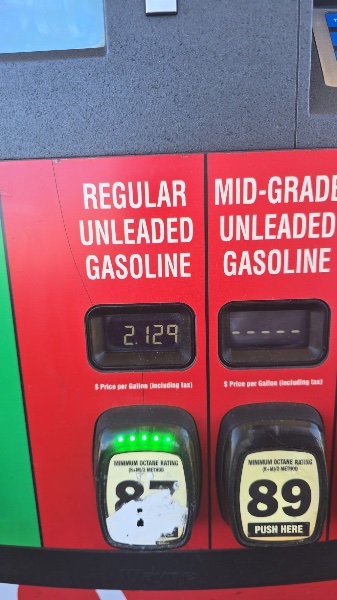 REGULAR
UNLEADED
GASOLINE
2.129
$ Price per Gallon (including tax)
MINIMUM OCTANE RATING
(R+M)/2 METHOD
87
MID-GRADE
UNLEADED
GASOLINE
-----
$ Price per Gallon (including tax)
MINIMUM OCTANE RATING
(R+M)/2 METHOD
89
PUSH HERE